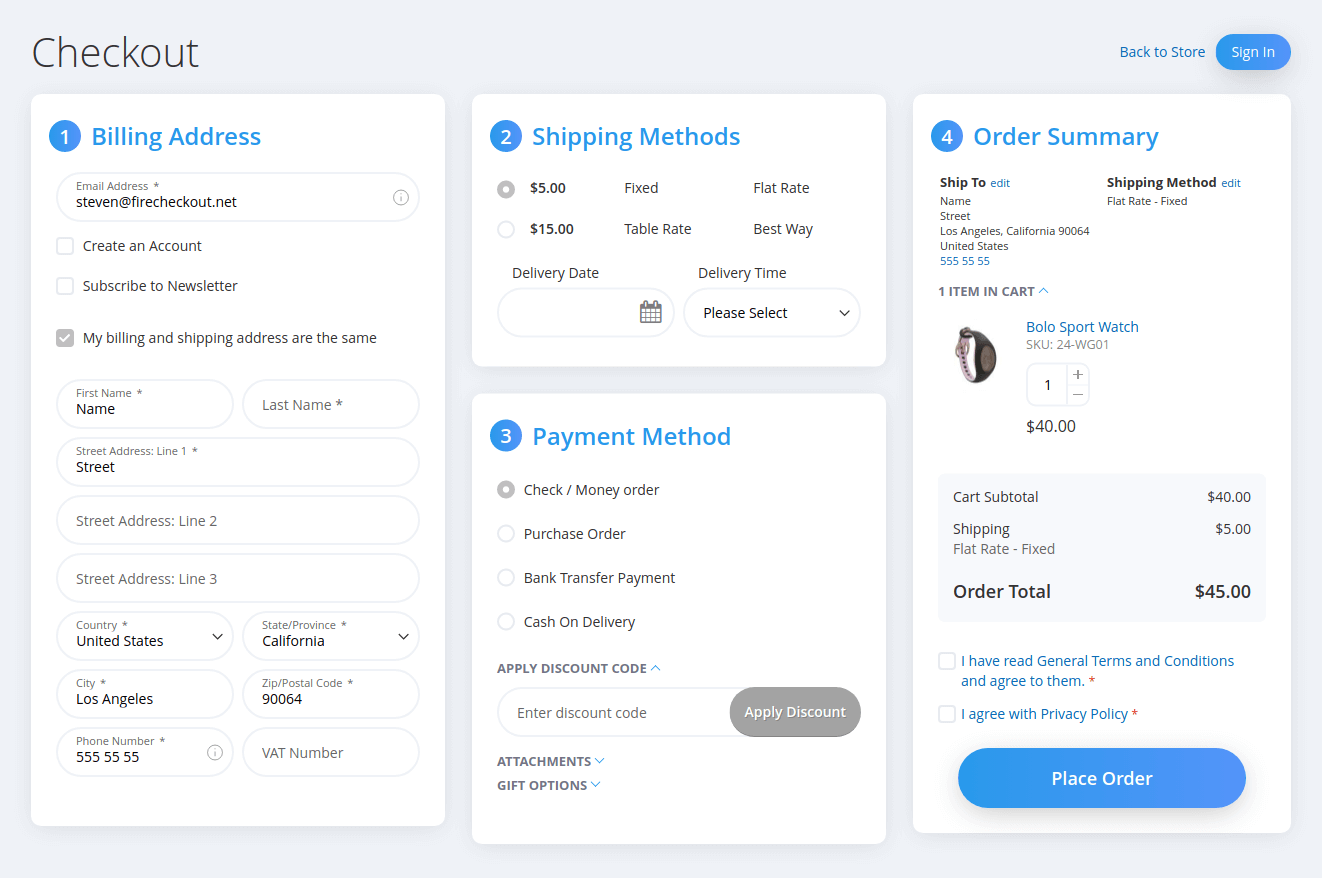 Checkout
Back to Store
Sign In
1 Billing Address
Email Address *
steven@firecheckout.net
Create an Account
Subscribe to Newsletter
My billing and shipping address are the same
First Name *
Name
Last Name *
Street Address: Line 1 *
Street
Street Address: Line 2
Street Address: Line 3
Country *
United States
State/Province *
California
City *
Los Angeles
Zip/Postal Code *
90064
Phone Number *
555 55 55
VAT Number
2 Shipping Methods
$5.00 Fixed Flat Rate
$15.00 Table Rate Best Way
Delivery Date
Delivery Time
Please Select
3 Payment Method
Check / Money order
Purchase Order
Bank Transfer Payment
Cash On Delivery
APPLY DISCOUNT CODE
Enter discount code
Apply Discount
ATTACHMENTS
GIFT OPTIONS
4 Order Summary
Ship To edit
Name
Street
Los Angeles, California 90064
United States
555 55 55
Shipping Method edit
Flat Rate - Fixed
1 ITEM IN CART
Bolo Sport Watch
SKU: 24-WG01
1
$40.00
Cart Subtotal $40.00
Shipping $5.00
Flat Rate - Fixed
Order Total $45.00
I have read General Terms and Conditions
and agree to them. *
I agree with Privacy Policy *
Place Order